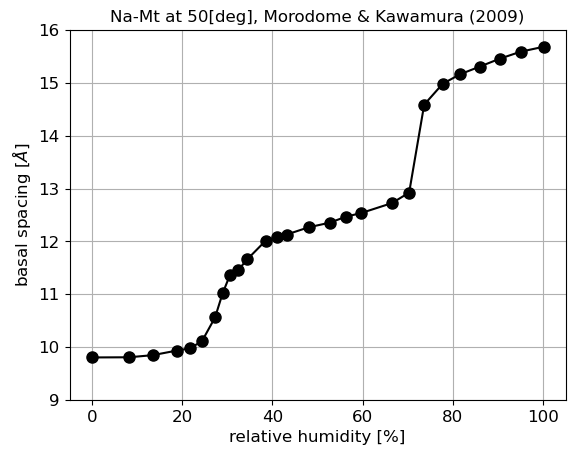 Na-Mt at 50[deg], Morodome & Kawamura (2009)
16
15
14
13
12
11
10
9
basal spacing [Å]
0 20 40 60 80 100
relative humidity [%]